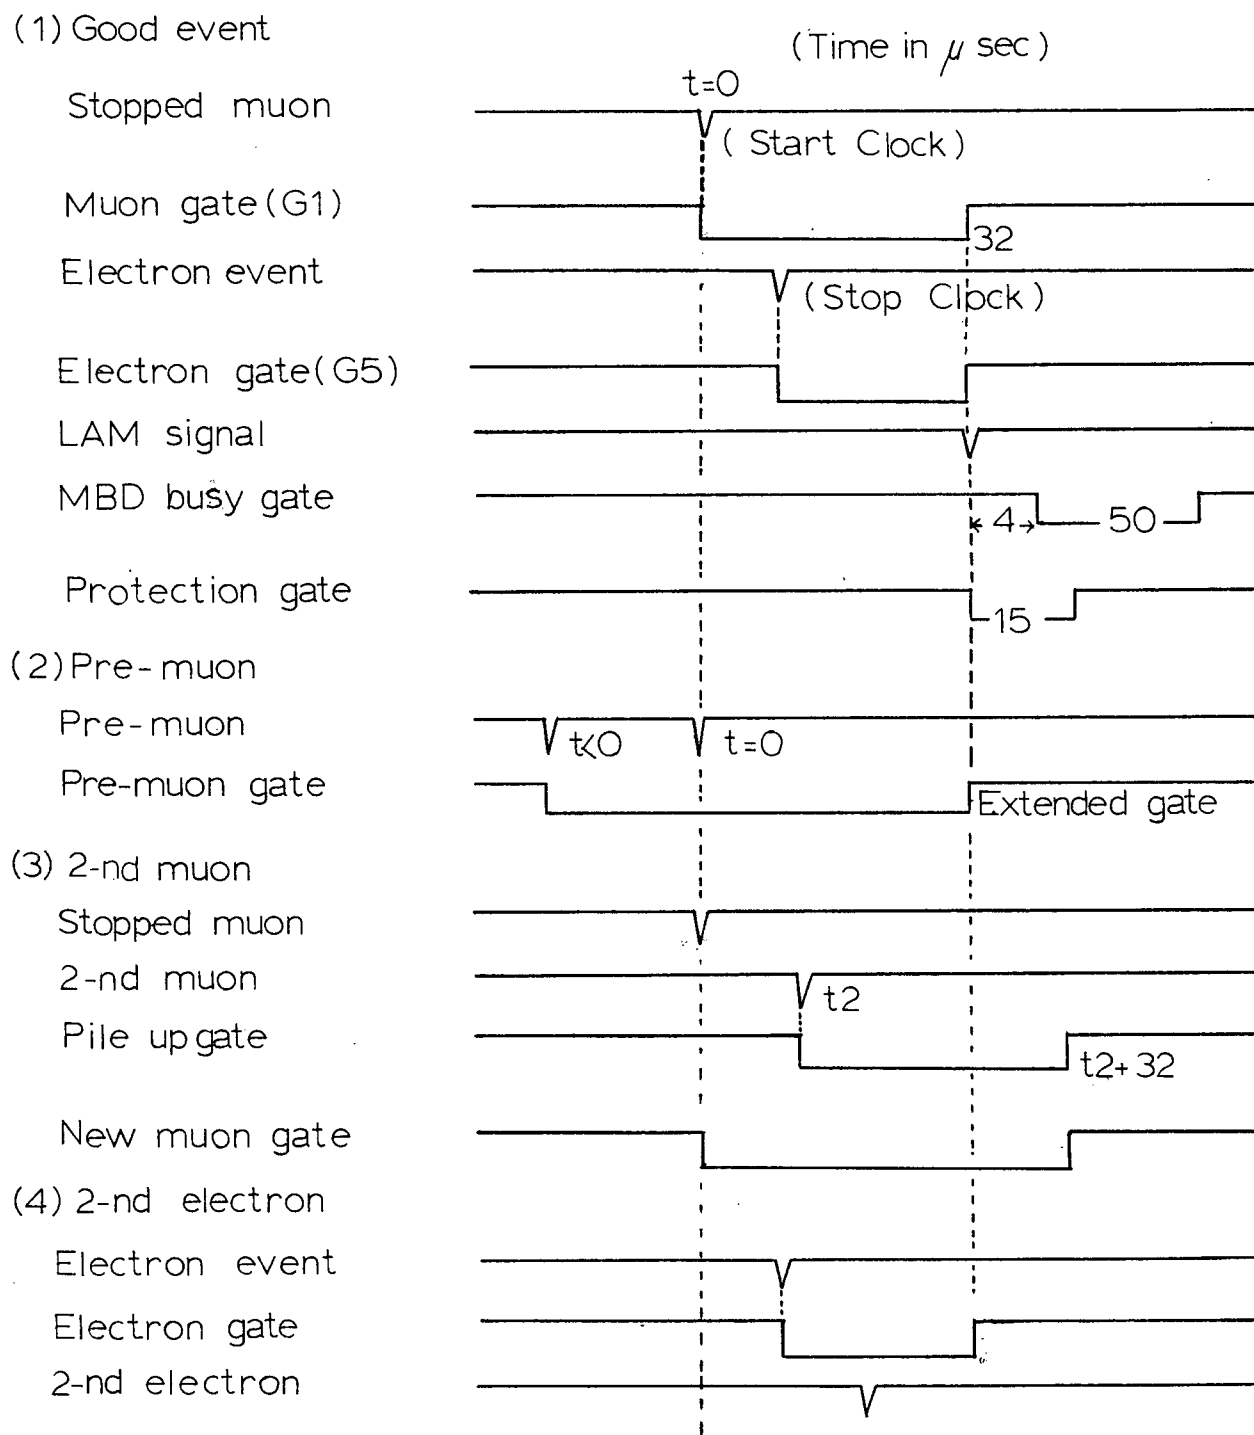 (1) Good event
(Time in μ sec)
t=0
Stopped muon
(Start Clock)
Muon gate(G1)
32
Electron event
(Stop Clock)
Electron gate(G5)
LAM signal
MBD busy gate
4
50
Protection gate
15
(2) Pre-muon
Pre-muon
t<0
t=0
Pre-muon gate
Extended gate
(3) 2-nd muon
Stopped muon
2-nd muon
t2
Pile up gate
t2+32
New muon gate
(4) 2-nd electron
Electron event
Electron gate
2-nd electron